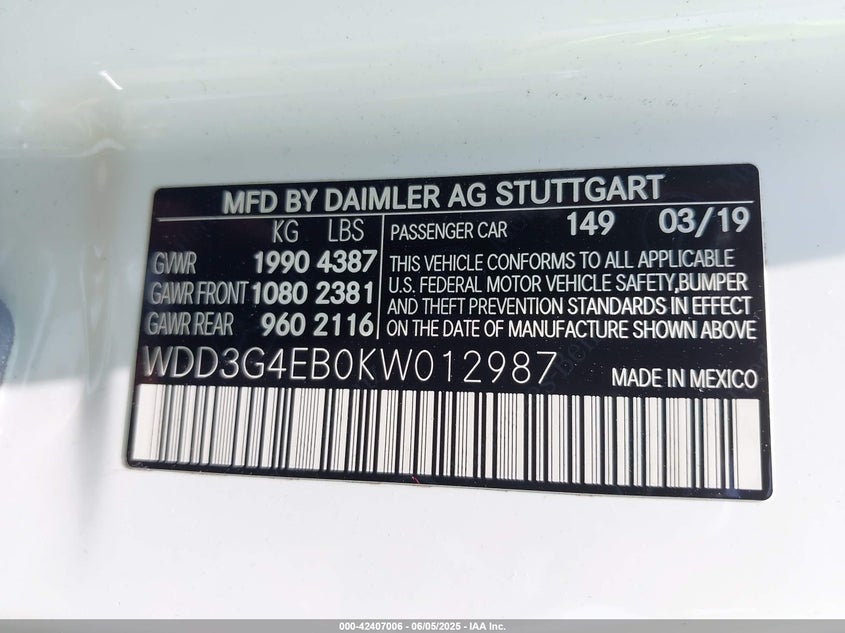 MFD BY DAIMLER AG STUTTGART
KG LBS
GVWR 1990 4387
GAWR FRONT 1080 2381
GAWR REAR 960 2116
PASSENGER CAR 149 03/19
THIS VEHICLE CONFORMS TO ALL APPLICABLE
U.S. FEDERAL MOTOR VEHICLE SAFETY,BUMPER
AND THEFT PREVENTION STANDARDS IN EFFECT
ON THE DATE OF MANUFACTURE SHOWN ABOVE
WDD3G4EB0KW012987
MADE IN MEXICO
000-42407006 - 06/05/2025 - IAA Inc.